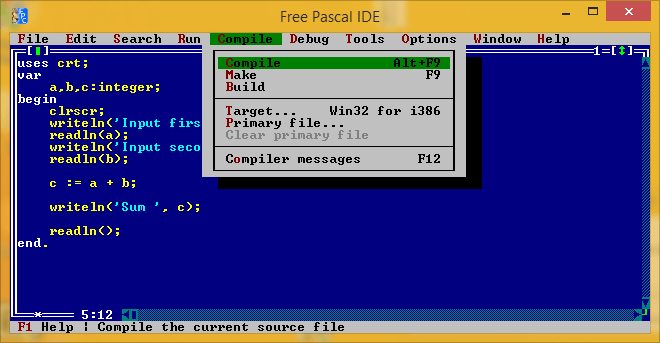 Free Pascal IDE
File Edit Search Run Compile Debug Tools Options Window Help
1
uses crt;
var
a,b,c:integer;
begin
clrscr;
writeln('Input firs
readln(a);
writeln('Input seco
readln(b);
c := a + b;
writeln('Sum ', c);
readln();
end.
Compile Alt+F9
Make F9
Build
Target... Win32 for i386
Primary file...
Clear primary file
Compiler messages F12
5:12
F1 Help ¦ Compile the current source file